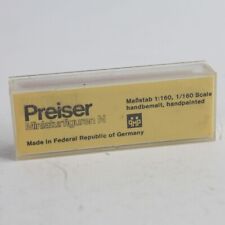 Preiser
Miniaturfiguren N
Maßstab 1:160, 1/160 Scale
handbemalt, handpainted
Made in Federal Republic of Germany